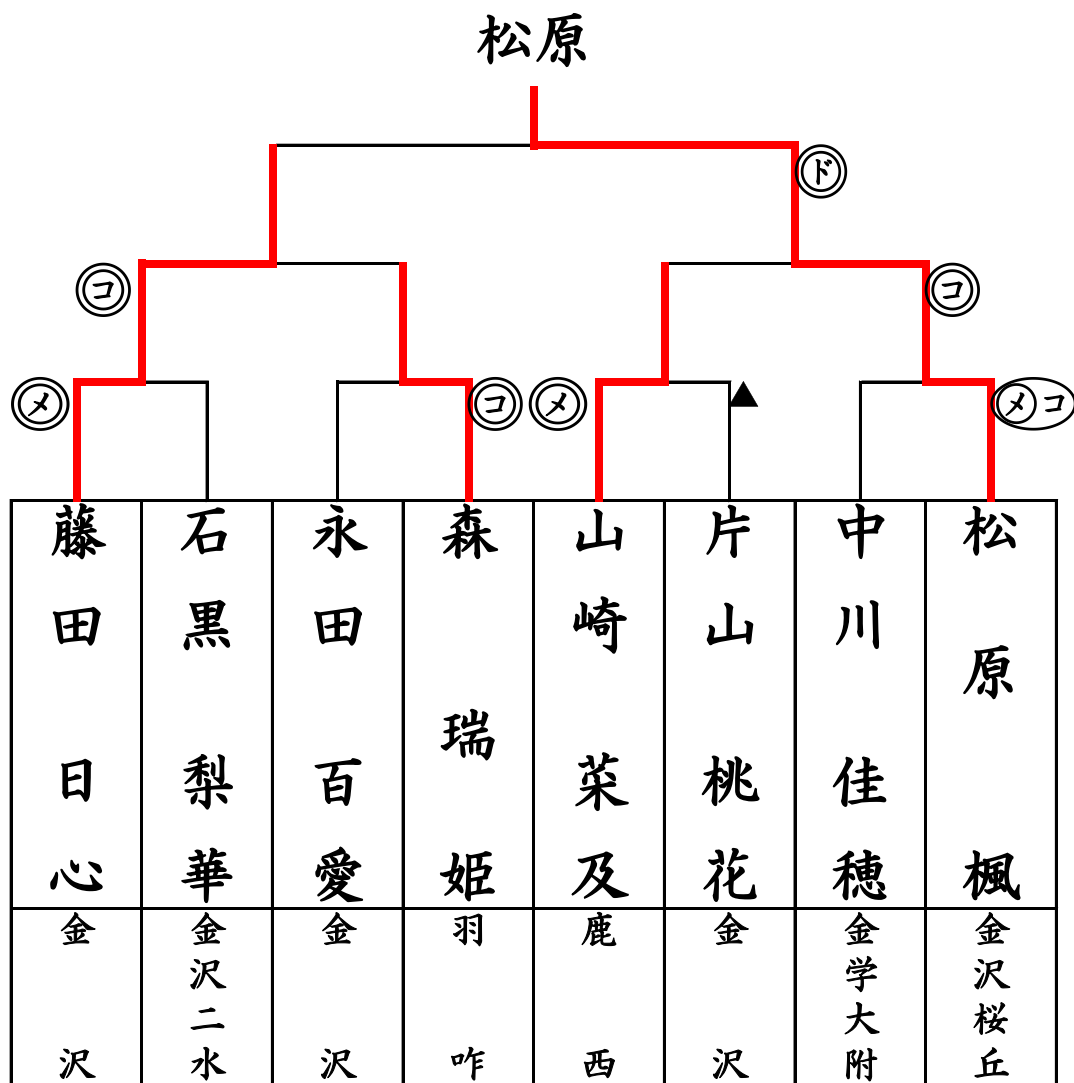 松原
ド
コ
コ
メ
コ
メ
▲
メコ
藤田日心
石黒梨華
永田百愛
森瑞姫
山崎菜及
片山桃花
中川佳穂
松原楓
金沢
金沢二水
金沢
羽咋
鹿西
金沢
金学大附
金沢桜丘